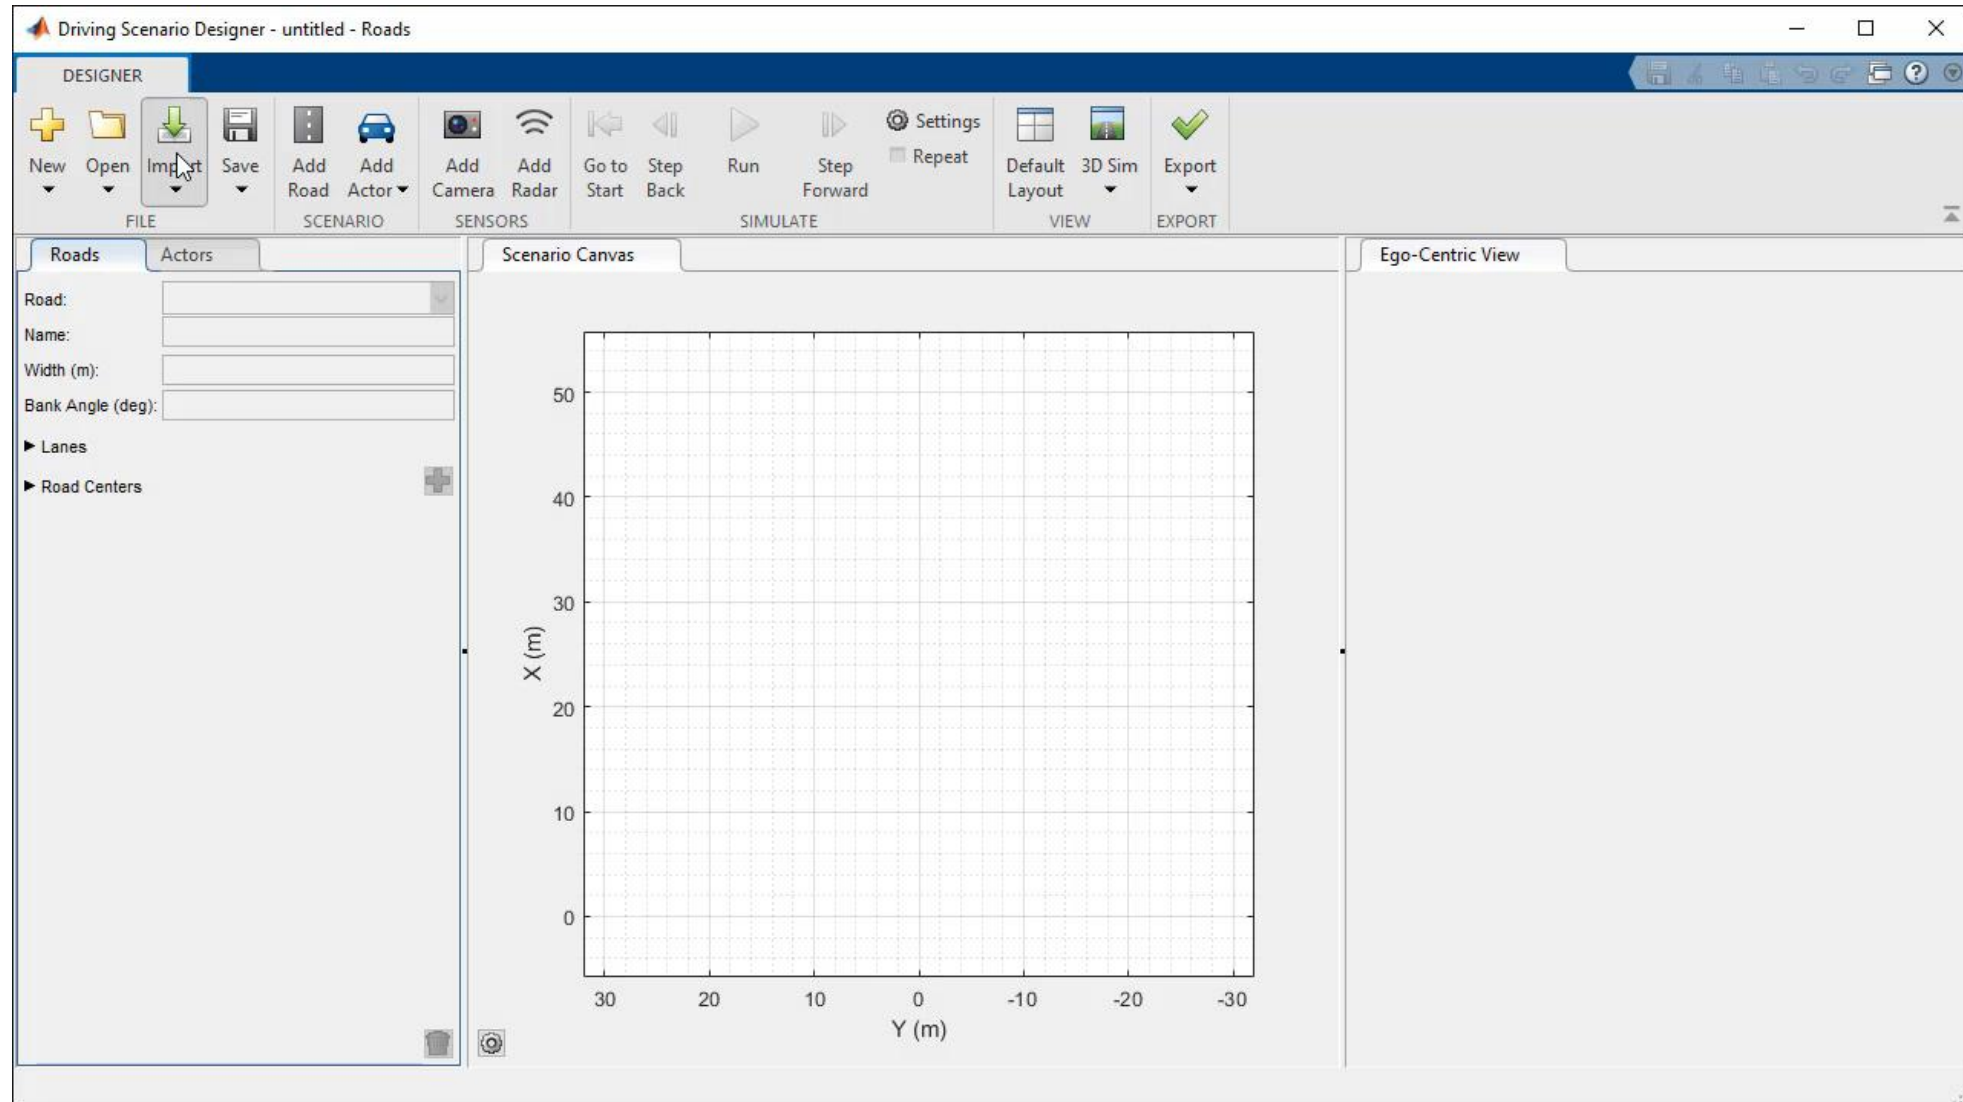 Driving Scenario Designer - untitled - Roads
DESIGNER
New
Open
Import
Save
Add Road
Add Actor
Add Camera
Add Radar
Go to Start
Step Back
Run
Step Forward
Settings
Repeat
Default Layout
3D Sim
Export
FILE
SCENARIO
SENSORS
SIMULATE
VIEW
EXPORT
Roads
Actors
Road:
Name:
Width (m):
Bank Angle (deg):
Lanes
Road Centers
Scenario Canvas
50
40
30
20
10
0
X (m)
30 20 10 0 -10 -20 -30
Y (m)
Ego-Centric View